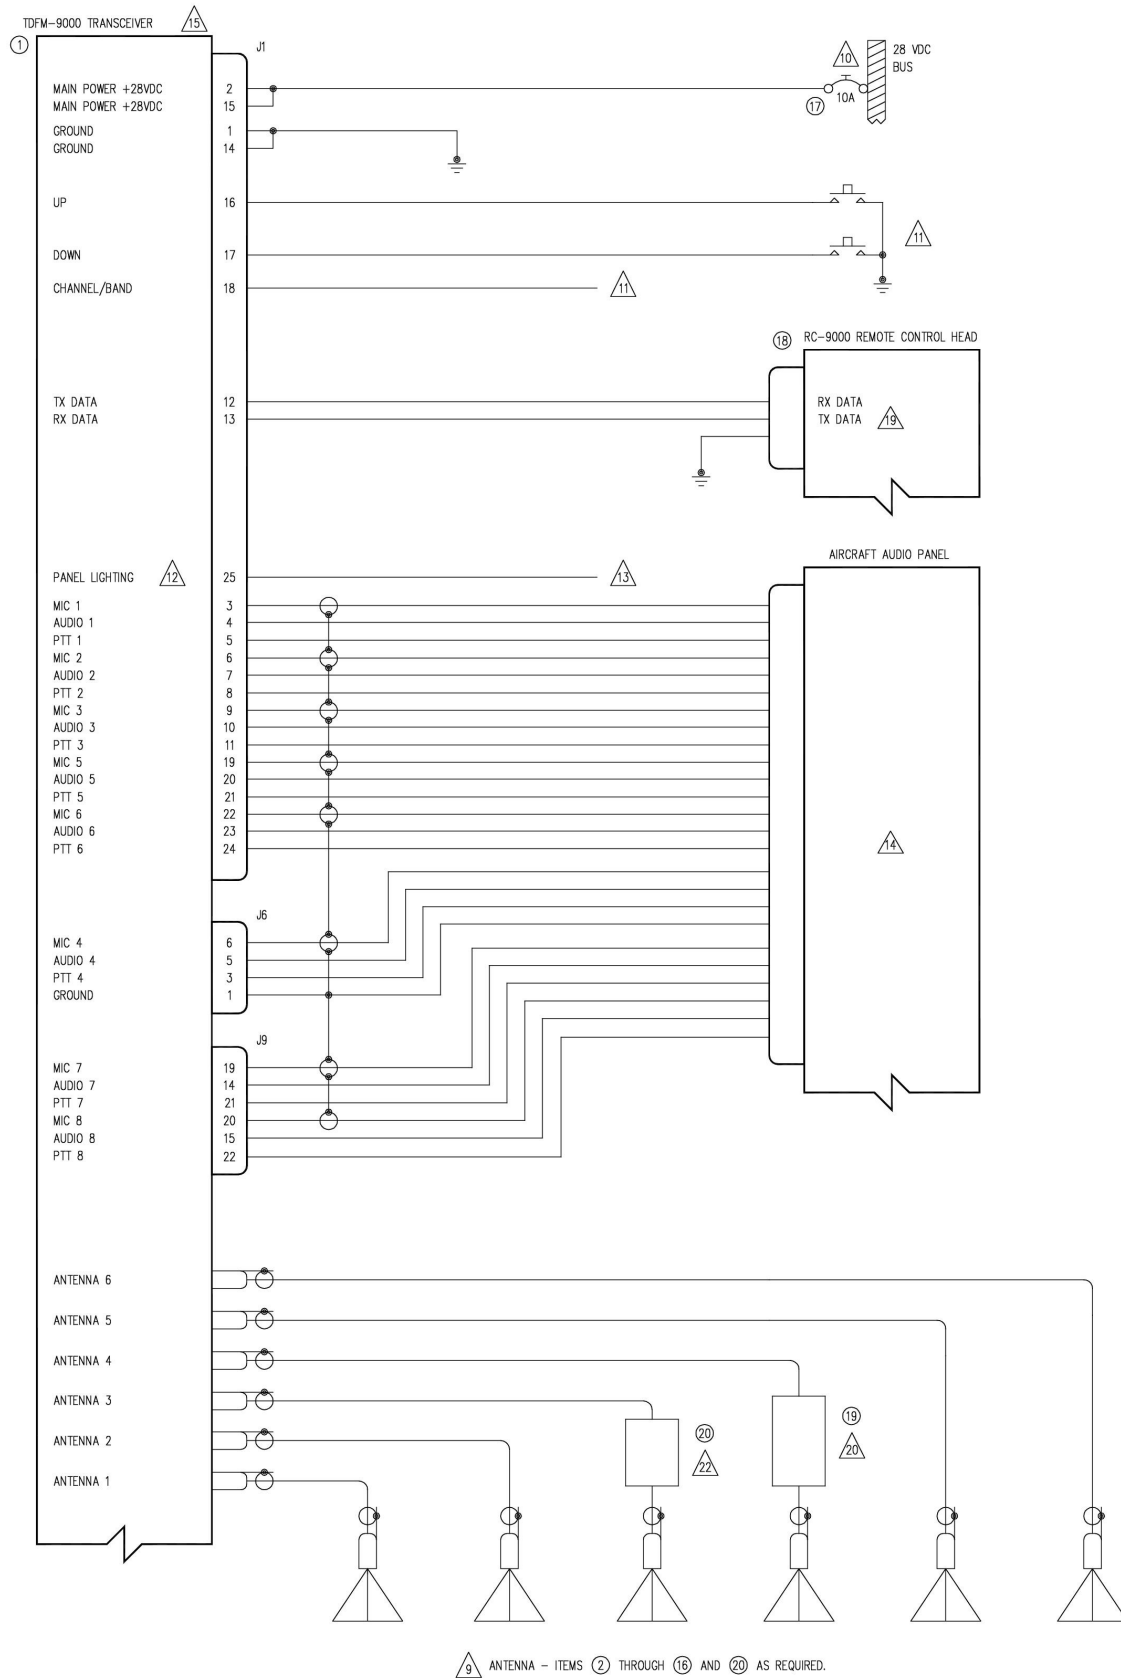 TDFM-9000 TRANSCEIVER 15
1
J1
MAIN POWER +28VDC 2
MAIN POWER +28VDC 15
GROUND 1
GROUND 14
10
28 VDC
BUS
17 10A
UP 16
DOWN 17
11
CHANNEL/BAND 18 11
18 RC-9000 REMOTE CONTROL HEAD
TX DATA 12 RX DATA
RX DATA 13 TX DATA 19
AIRCRAFT AUDIO PANEL
PANEL LIGHTING 12 25 13
MIC 1 3
AUDIO 1 4
PTT 1 5
MIC 2 6
AUDIO 2 7
PTT 2 8
MIC 3 9
AUDIO 3 10
PTT 3 11
MIC 5 19
AUDIO 5 20
PTT 5 21
MIC 6 22
AUDIO 6 23
PTT 6 24
14
J6
MIC 4 6
AUDIO 4 5
PTT 4 3
GROUND 1
J9
MIC 7 19
AUDIO 7 14
PTT 7 21
MIC 8 20
AUDIO 8 15
PTT 8 22
ANTENNA 6
ANTENNA 5
ANTENNA 4
ANTENNA 3
19
20
ANTENNA 2
20
22
ANTENNA 1
9 ANTENNA - ITEMS 2 THROUGH 16 AND 20 AS REQUIRED.